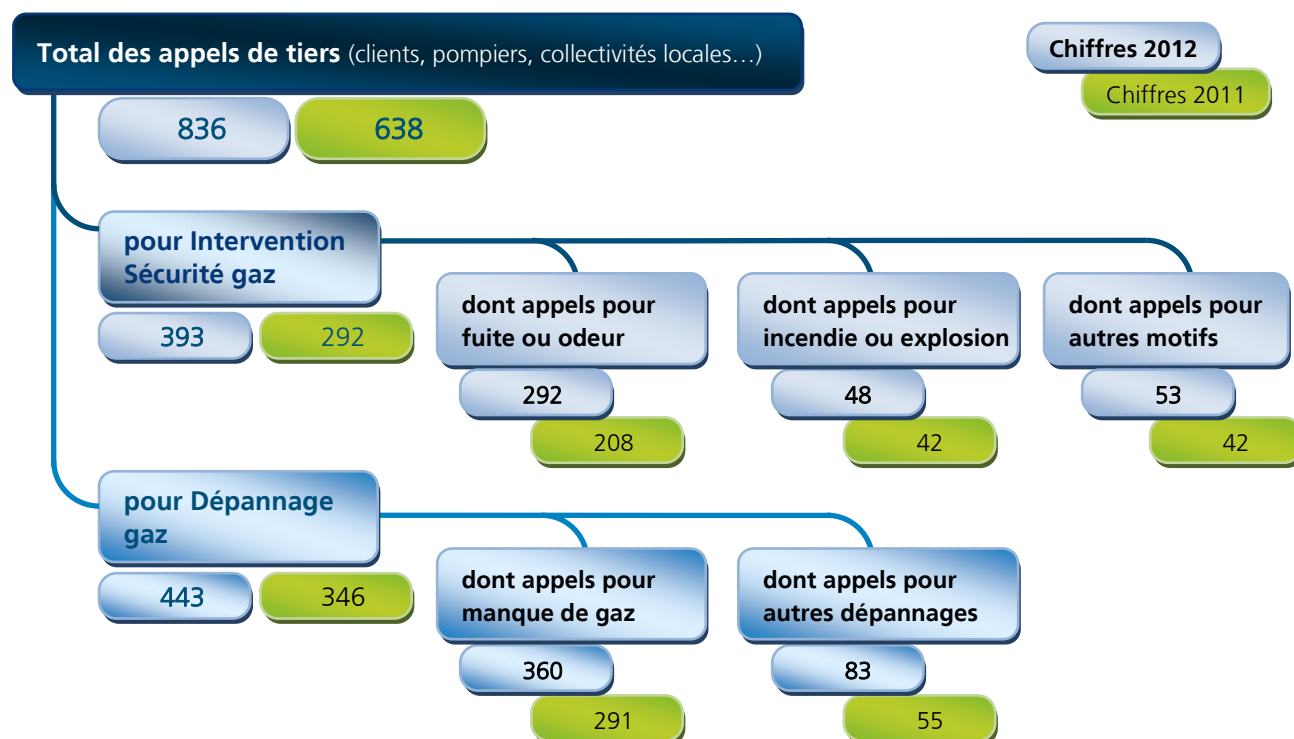 Total des appels de tiers (clients, pompiers, collectivités locales…)
Chiffres 2012
Chiffres 2011
836
638
pour Intervention
Sécurité gaz
393
292
dont appels pour
fuite ou odeur
292
208
dont appels pour
incendie ou explosion
48
42
dont appels pour
autres motifs
53
42
pour Dépannage
gaz
443
346
dont appels pour
manque de gaz
360
291
dont appels pour
autres dépannages
83
55